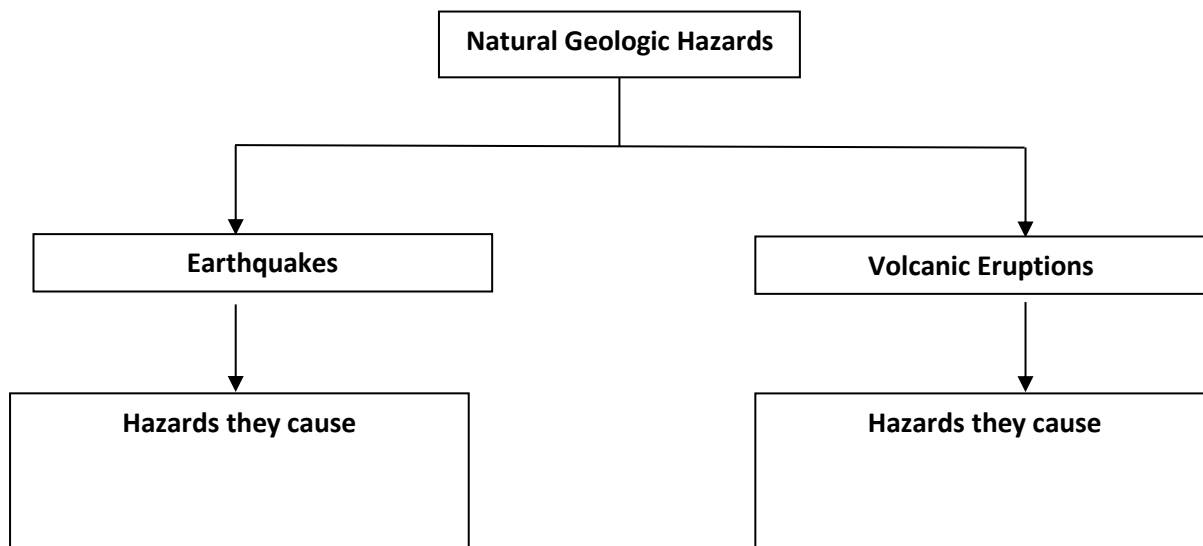 Natural Geologic Hazards
Earthquakes
Volcanic Eruptions
Hazards they cause
Hazards they cause